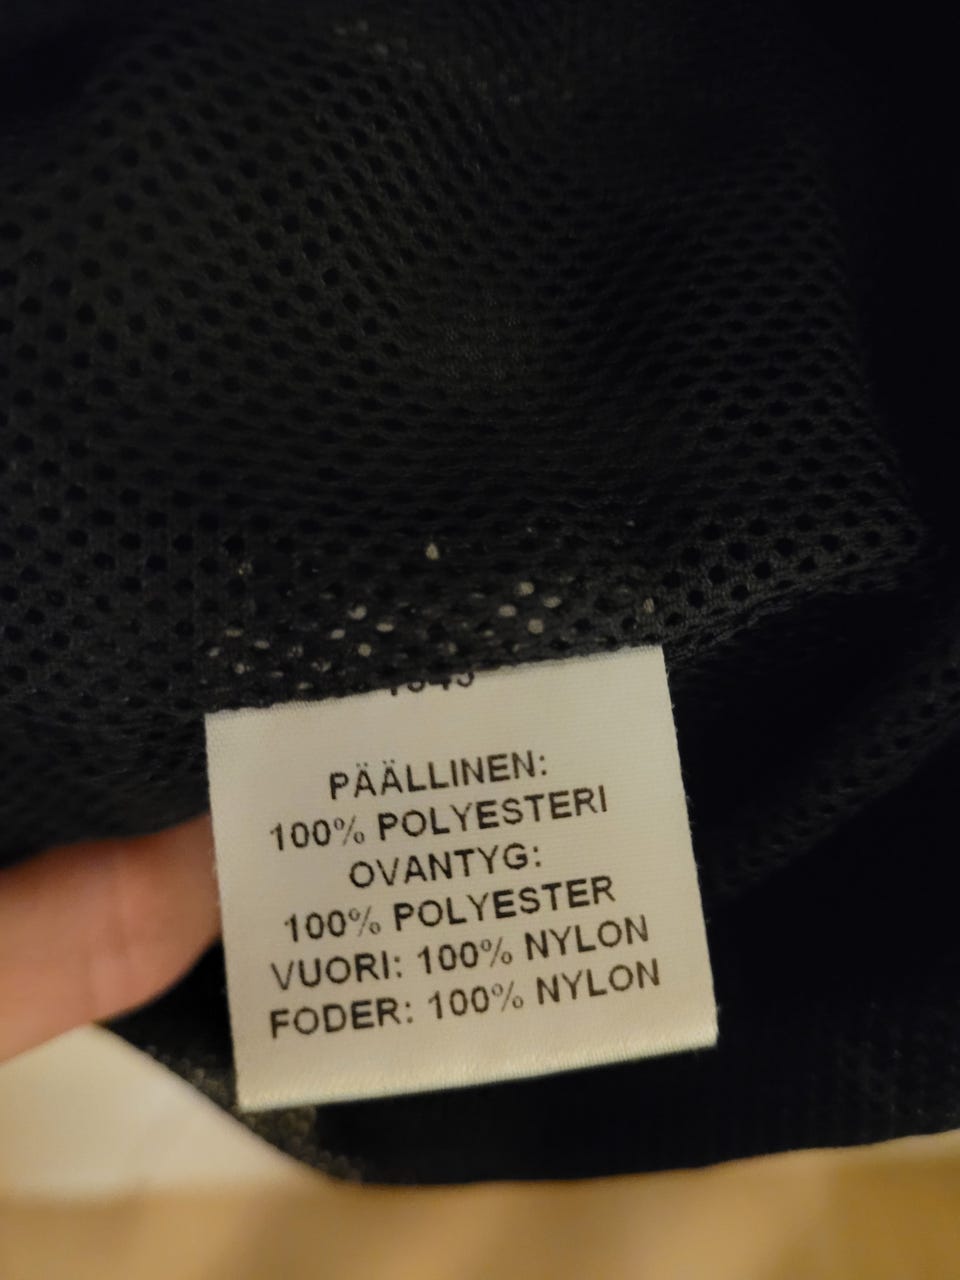 PÄÄLLINEN:
100% POLYESTERI
OVANTYG:
100% POLYESTER
VUORI: 100% NYLON
FODER: 100% NYLON